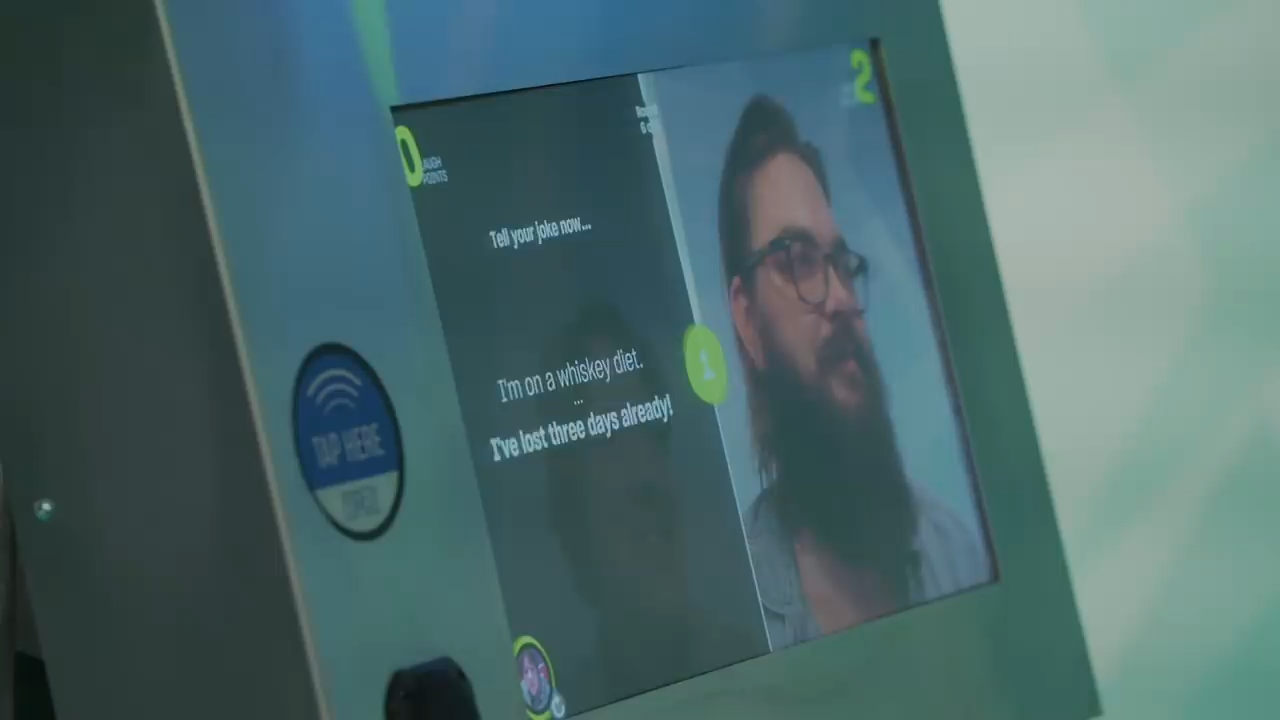 0
LAUGH
POINTS
2
Tell your joke now...
I'm on a whiskey diet.
...
I've lost three days already!
1
TAP HERE